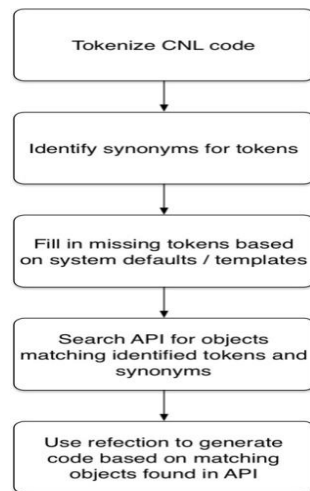 Tokenize CNL code
Identify synonyms for tokens
Fill in missing tokens based
on system defaults / templates
Search API for objects
matching identified tokens and
synonyms
Use refection to generate
code based on matching
objects found in API